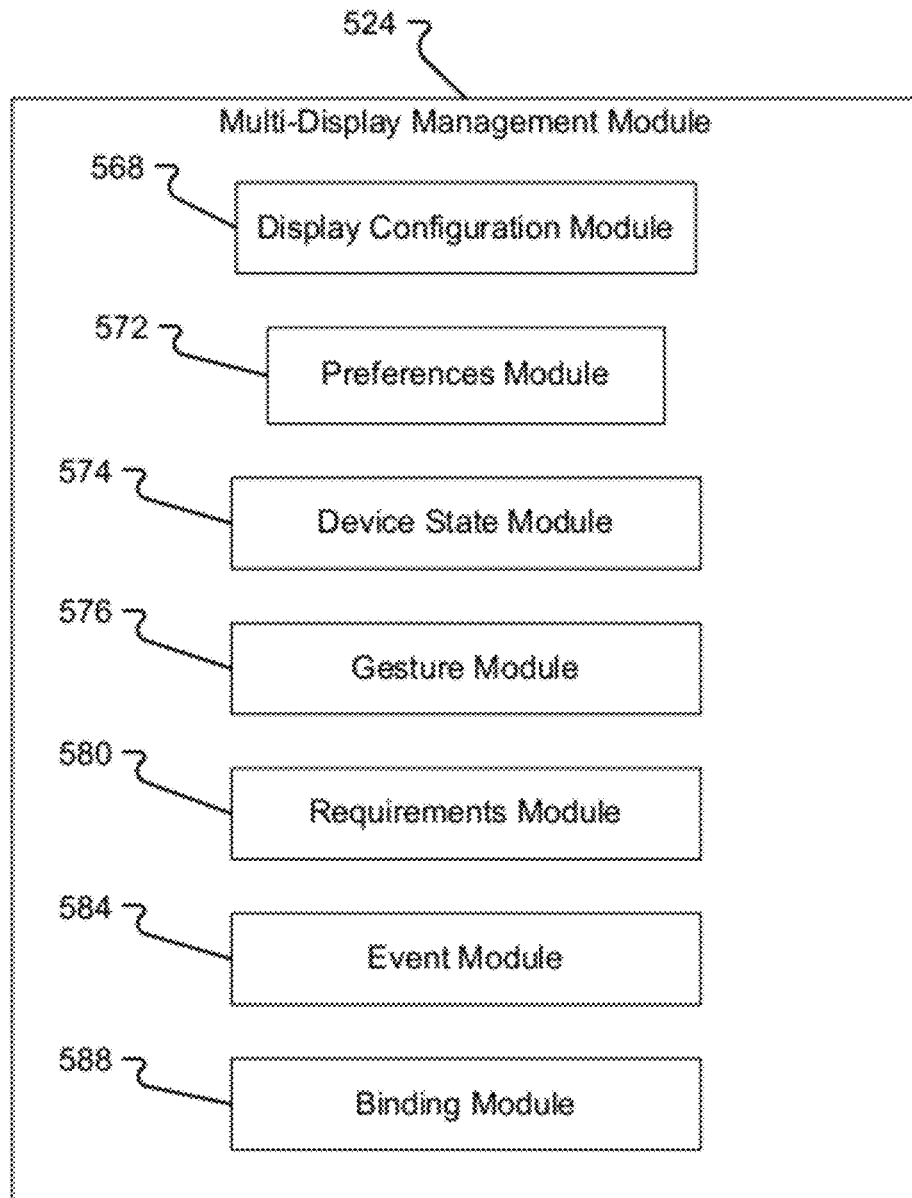 524
Multi-Display Management Module
568
Display Configuration Module
572
Preferences Module
574
Device State Module
576
Gesture Module
580
Requirements Module
584
Event Module
588
Binding Module